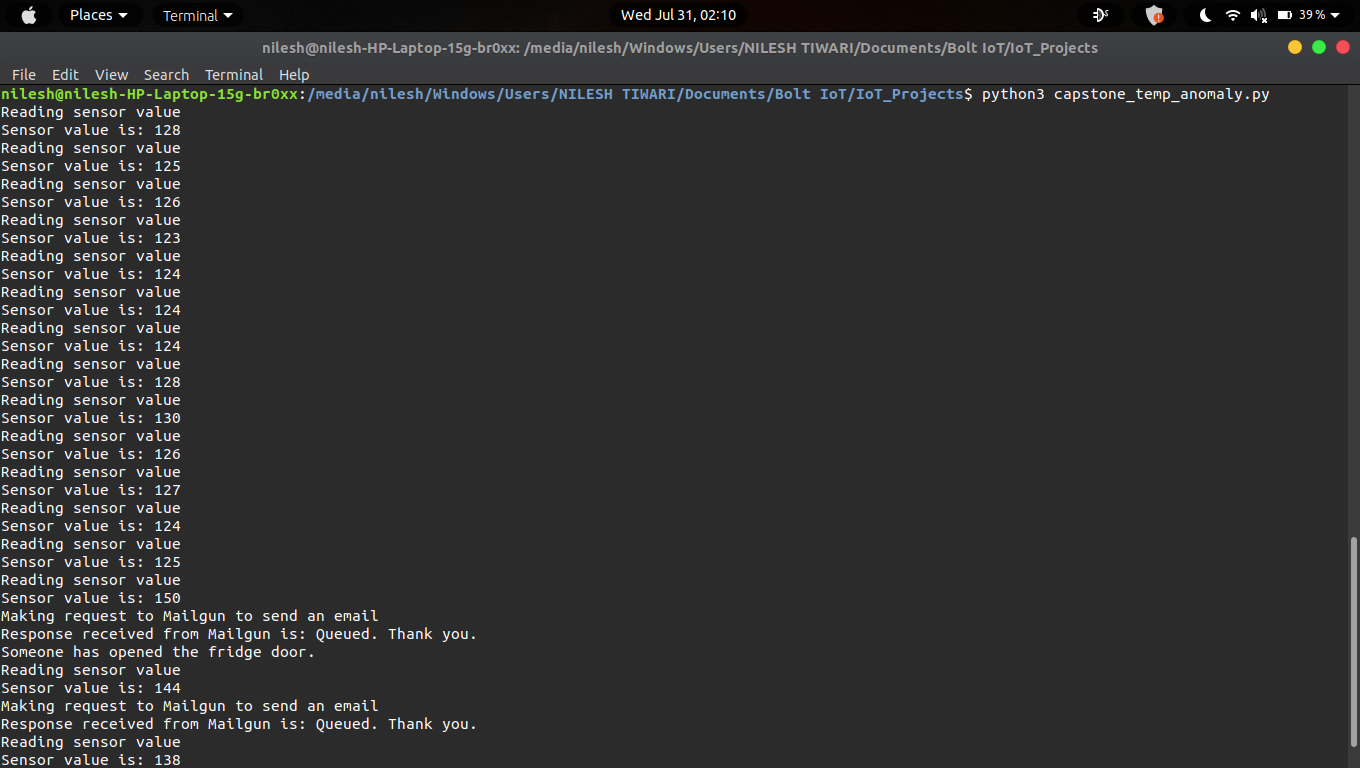 Places Terminal Wed Jul 31, 02:10 39 %
nilesh@nilesh-HP-Laptop-15g-br0xx: /media/nilesh/Windows/Users/NILESH TIWARI/Documents/Bolt IoT/IoT_Projects
File Edit View Search Terminal Help
nilesh@nilesh-HP-Laptop-15g-br0xx:/media/nilesh/Windows/Users/NILESH TIWARI/Documents/Bolt IoT/IoT_Projects$ python3 capstone_temp_anomaly.py
Reading sensor value
Sensor value is: 128
Reading sensor value
Sensor value is: 125
Reading sensor value
Sensor value is: 126
Reading sensor value
Sensor value is: 123
Reading sensor value
Sensor value is: 124
Reading sensor value
Sensor value is: 124
Reading sensor value
Sensor value is: 124
Reading sensor value
Sensor value is: 128
Reading sensor value
Sensor value is: 130
Reading sensor value
Sensor value is: 126
Reading sensor value
Sensor value is: 127
Reading sensor value
Sensor value is: 124
Reading sensor value
Sensor value is: 125
Reading sensor value
Sensor value is: 150
Making request to Mailgun to send an email
Response received from Mailgun is: Queued. Thank you.
Someone has opened the fridge door.
Reading sensor value
Sensor value is: 144
Making request to Mailgun to send an email
Response received from Mailgun is: Queued. Thank you.
Reading sensor value
Sensor value is: 138